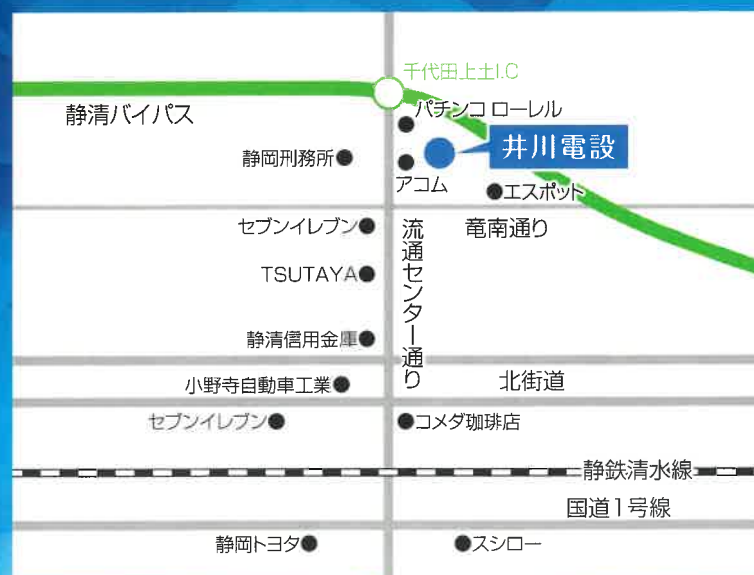 千代田上土I.C
静清バイパス
パチンコ ローレル
井川電設
静岡刑務所
アコム
エスポット
セブンイレブン
竜南通り
流通センター通り
TSUTAYA
静清信用金庫
小野寺自動車工業
北街道
セブンイレブン
コメダ珈琲店
静鉄清水線
国道1号線
静岡トヨタ
スシロー